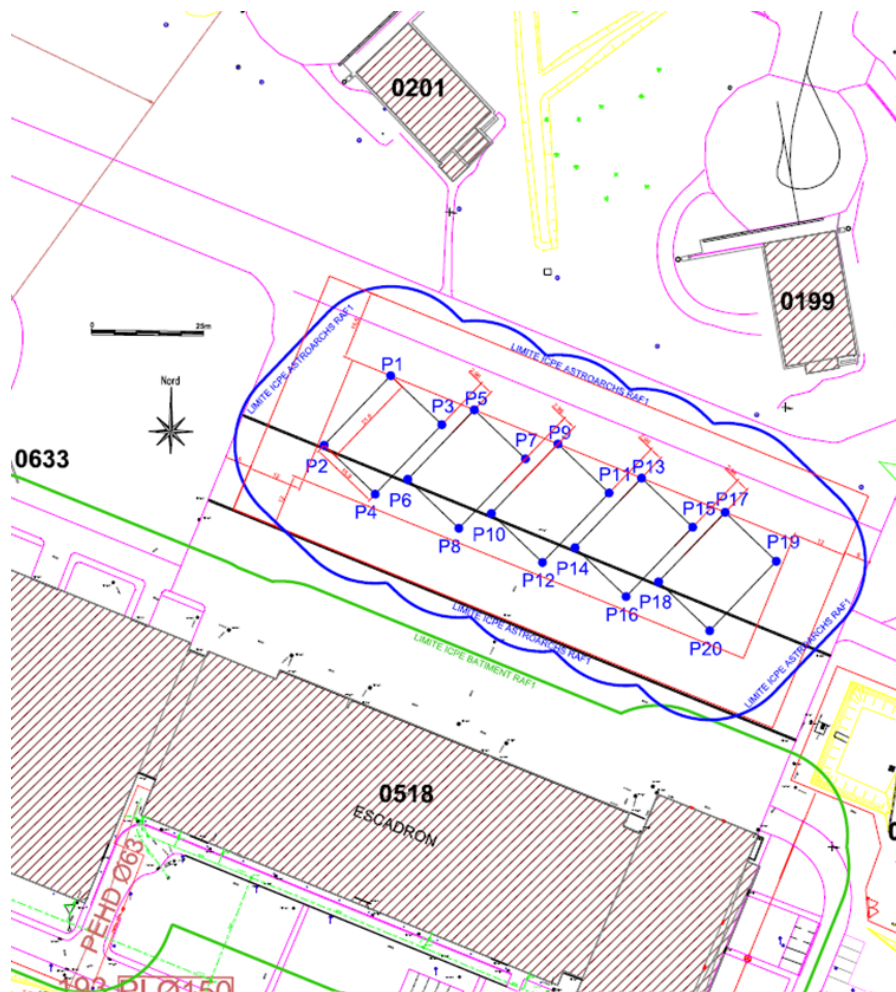 0201
0199
LIMITE ICPE ASTROARCHS RAF1
LIMITE ICPE ASTROARCHS RAF1
0
25m
Nord
0633
P1
P3
P5
P2
P4
P6
P7
P9
P8
P10
P11
P13
P12
P14
P15
P17
P16
P18
P19
P20
12
LIMITE ICPE ASTROARCHS RAF1
LIMITE ICPE ASTROARCHS RAF1
LIMITE ICPE BATIMENT RAF1
0518
ESCADRON
PEHD Ø63
193 PLØ150